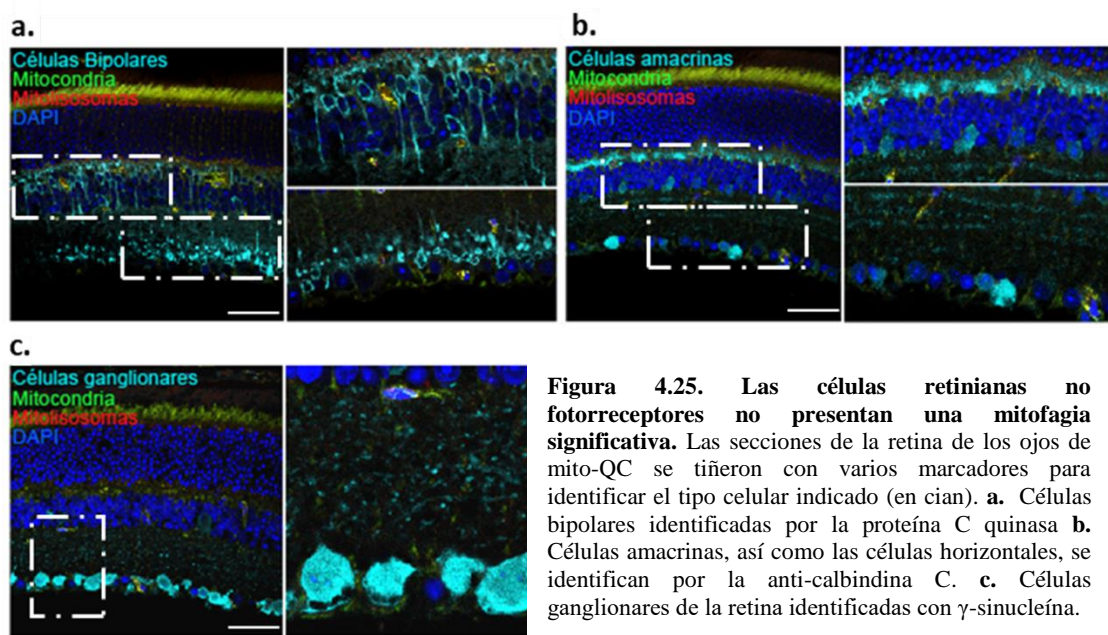 a.
Células Bipolares
Mitocondria
Mitolisosomas
DAPI
b.
Células amacrinas
Mitocondria
Mitolisosomas
DAPI
c.
Células ganglionares
Mitocondria
Mitolisosomas
DAPI
Figura 4.25. Las células retinianas no
fotorreceptores no presentan una mitofagia
significativa. Las secciones de la retina de los ojos de
mito-QC se tiñeron con varios marcadores para
identificar el tipo celular indicado (en cian). a. Células
bipolares identificadas por la proteína C quinasa b.
Células amacrinas, así como las células horizontales, se
identifican por la anti-calbindina C. c. Células
ganglionares de la retina identificadas con γ-sinucleína.